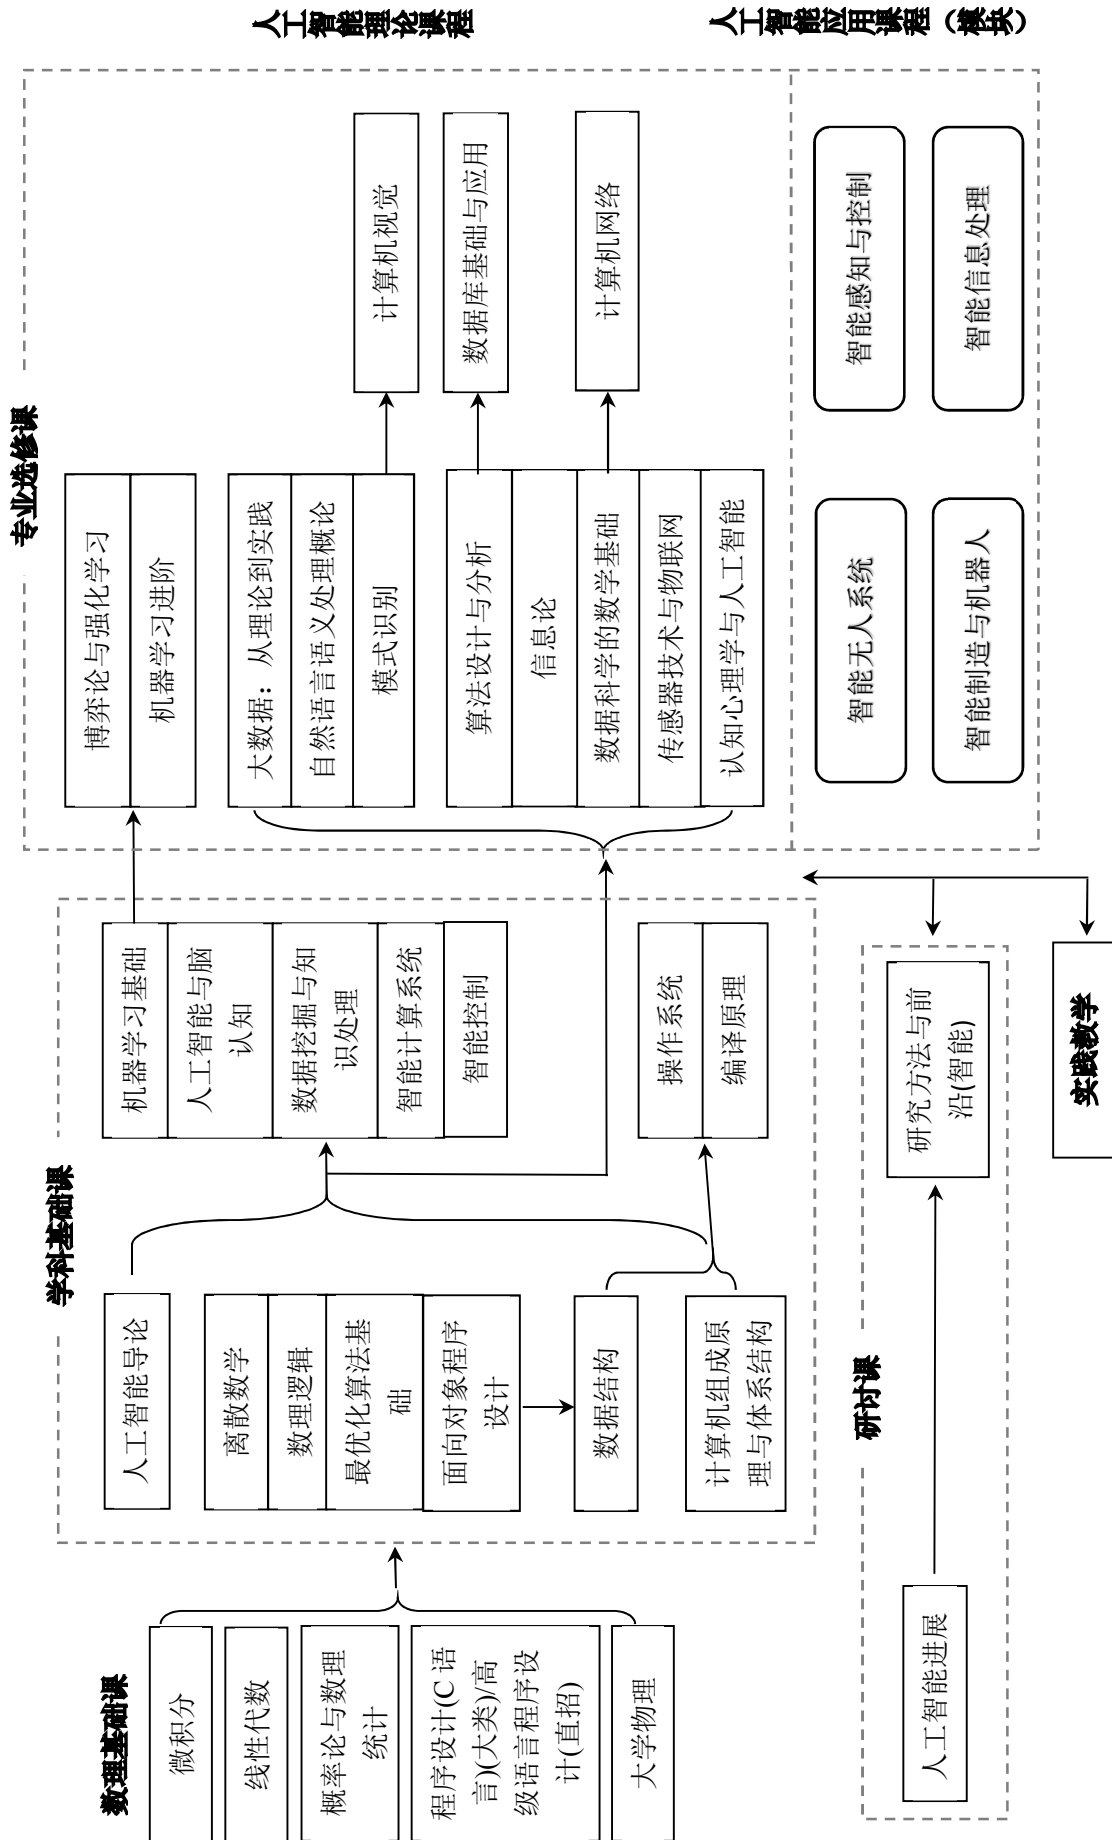 数理基础课
微积分
线性代数
概率论与数理
统计
程序设计(C 语
言)(大类)/高
级语言程序设
计(直招)
大学物理
学科基础课
人工智能导论
离散数学
数理逻辑
最优化算法基
础
面向对象程序
设计
数据结构
计算机组成原
理与体系结构
机器学习基础
人工智能与脑
认知
数据挖掘与知
识处理
智能计算系统
智能控制
操作系统
编译原理
专业选修课
博弈论与强化学习
机器学习进阶
大数据：从理论到实践
自然语言语义处理概论
模式识别
算法设计与分析
信息论
数据科学的数学基础
传感器技术与物联网
认知心理学与人工智能
计算机视觉
数据库基础与应用
计算机网络
人工智能理论课程
智能无人系统
智能制造与机器人
智能感知与控制
智能信息处理
人工智能应用课程（模块）
研讨课
人工智能进展
研究方法与前
沿(智能)
实践教学